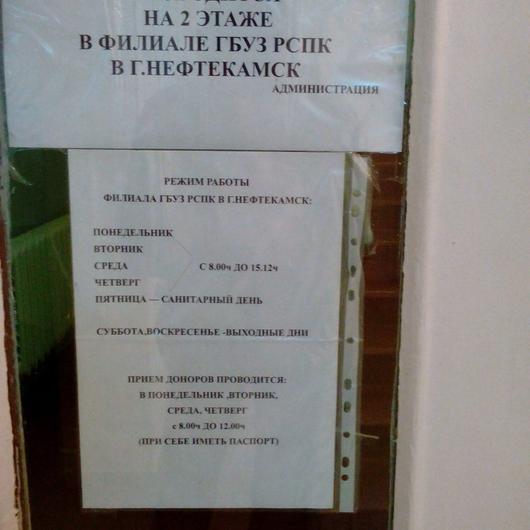 НА 2 ЭТАЖЕ
В ФИЛИАЛЕ ГБУЗ РСПК
В Г.НЕФТЕКАМСК
АДМИНИСТРАЦИЯ
РЕЖИМ РАБОТЫ
ФИЛИАЛА ГБУЗ РСПК В Г.НЕФТЕКАМСК:
ПОНЕДЕЛЬНИК
ВТОРНИК
СРЕДА С 8.00ч ДО 15.12ч
ЧЕТВЕРГ
ПЯТНИЦА — САНИТАРНЫЙ ДЕНЬ
СУББОТА,ВОСКРЕСЕНЬЕ -ВЫХОДНЫЕ ДНИ
ПРИЕМ ДОНОРОВ ПРОВОДИТСЯ:
В ПОНЕДЕЛЬНИК ,ВТОРНИК,
СРЕДА, ЧЕТВЕРГ
с 8.00ч ДО 12.00ч
(ПРИ СЕБЕ ИМЕТЬ ПАСПОРТ)